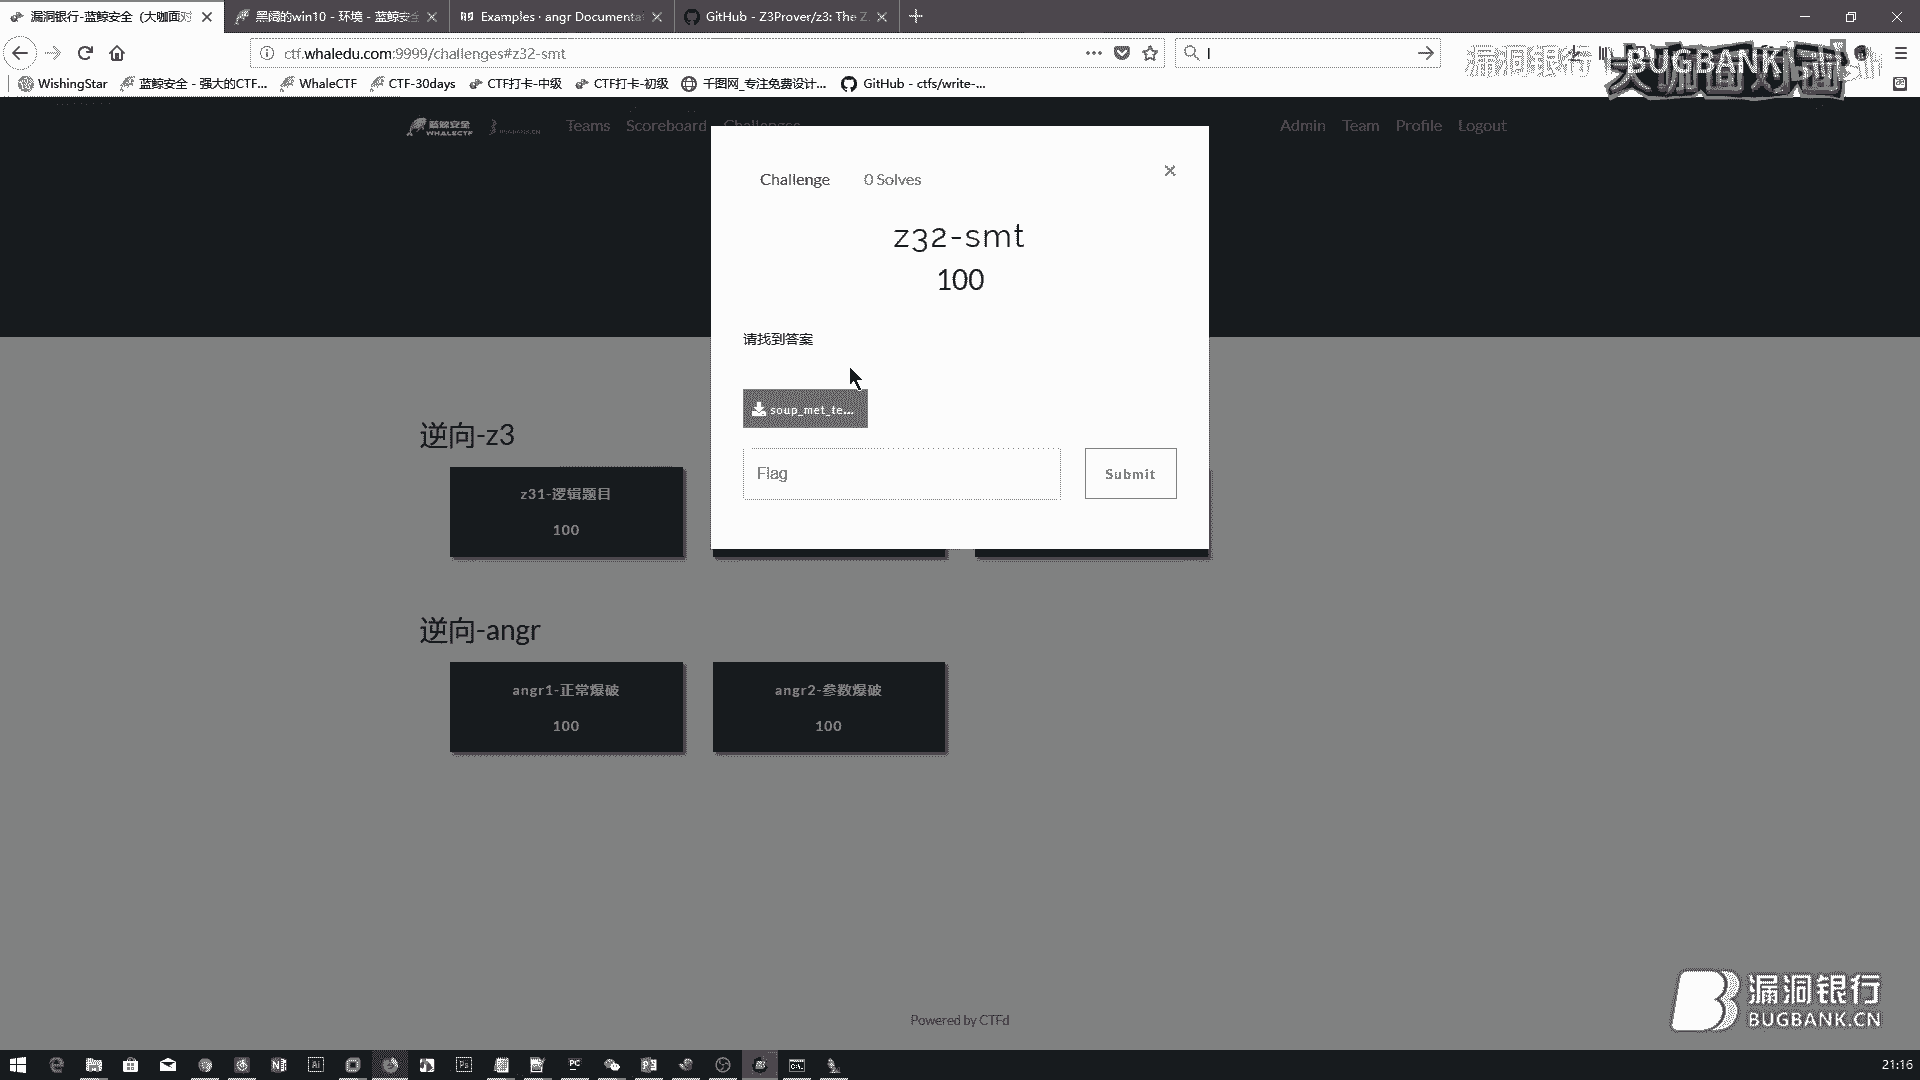 漏洞银行-蓝鲸安全（大咖面对
黑阔的win10 - 环境 - 蓝鲸安全
Examples · angr Documenta
GitHub - Z3Prover/z3: The Z
ctf.whaledu.com:9999/challenges#z32-smt
l
漏洞银行 BUGBANK
大咖面对面
WishingStar
蓝鲸安全 - 强大的CTF...
WhaleCTF
CTF-30days
CTF打卡-中级
CTF打卡-初级
千图网_专注免费设计...
GitHub - ctfs/write-...
蓝鲸安全
WHALECTF
Teams
Scoreboard
Challenges
Admin
Team
Profile
Logout
Challenge
0 Solves
×
z32-smt
100
请找到答案
soup_met_te...
Flag
Submit
逆向-z3
z31-逻辑题目
100
逆向-angr
angr1-正常爆破
100
angr2-参数爆破
100
Powered by CTFd
漏洞银行
BUGBANK.CN
21:16